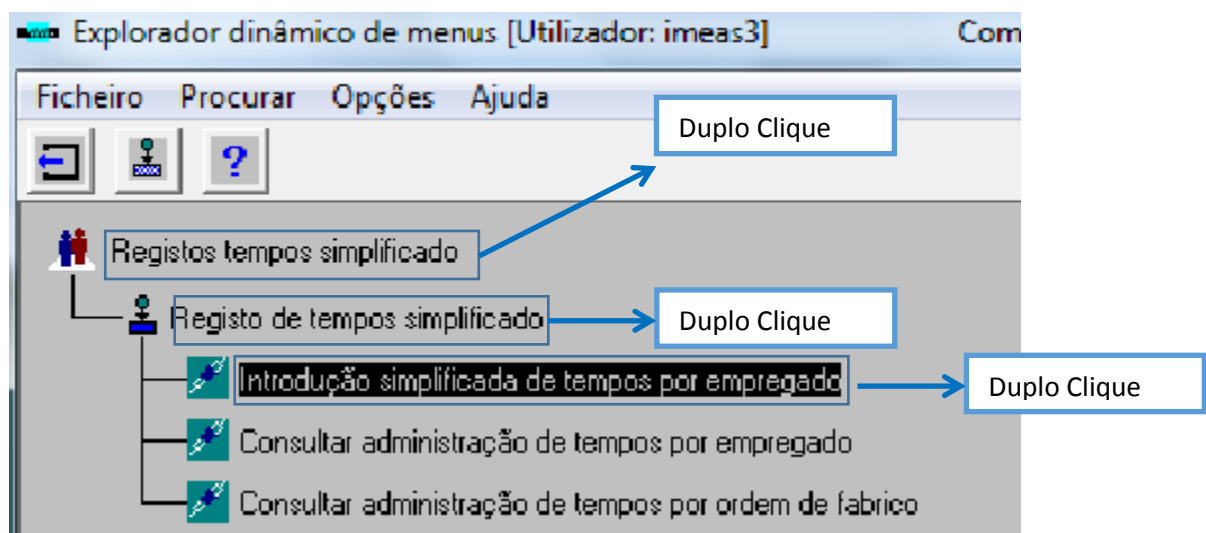 Explorador dinâmico de menus [Utilizador: imeas3] Com
Ficheiro Procurar Opções Ajuda
Duplo Clique
?
Registos tempos simplificado
Registo de tempos simplificado
Duplo Clique
Introdução simplificada de tempos por empregado
Duplo Clique
Consultar administração de tempos por empregado
Consultar administração de tempos por ordem de fabrico